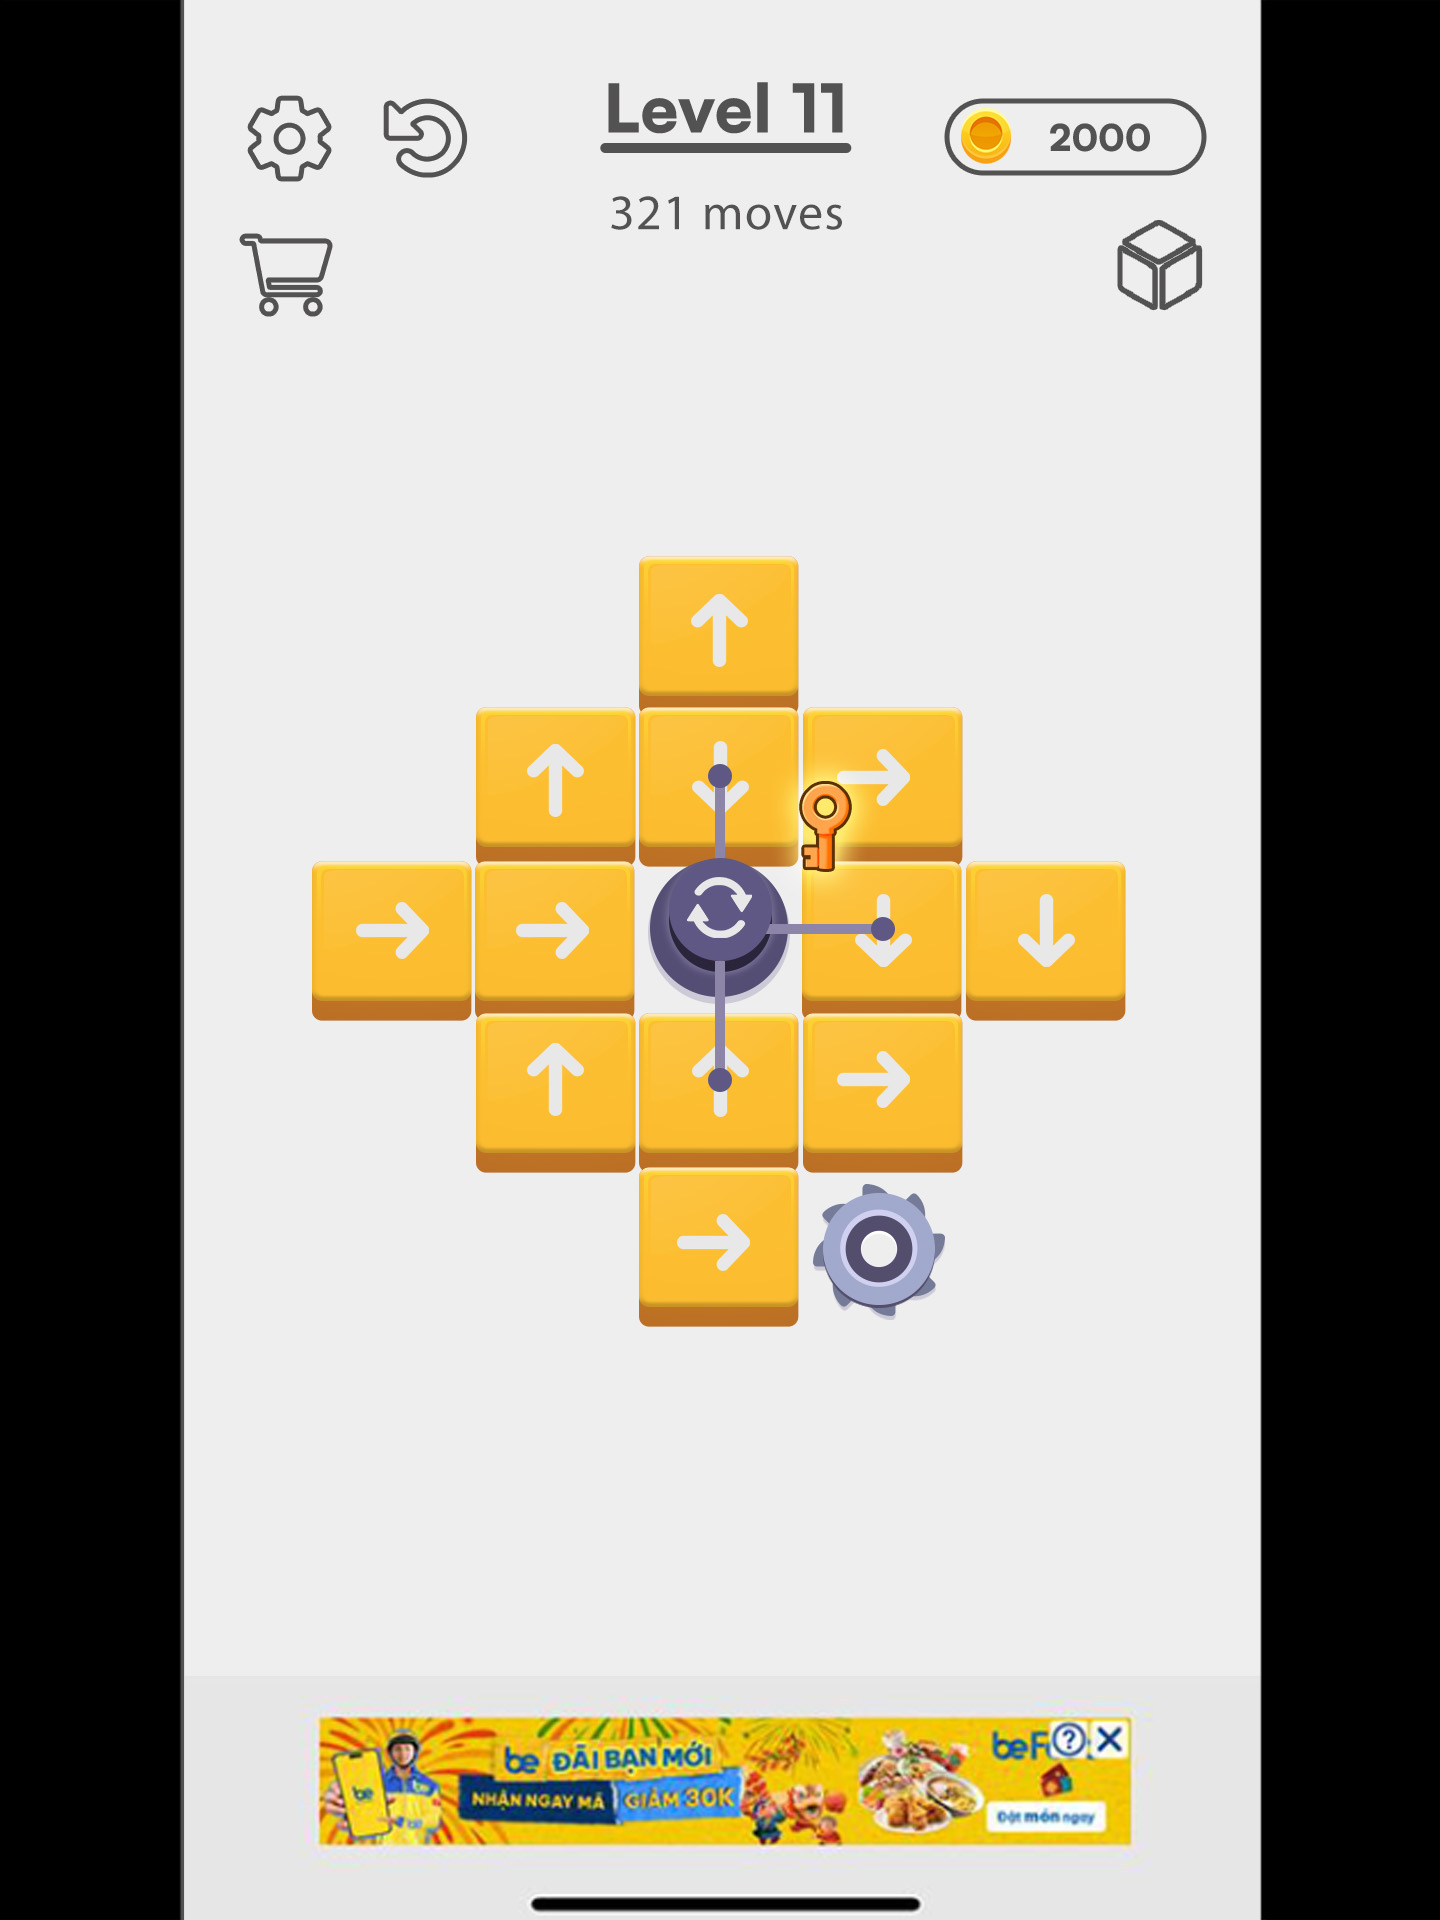 Level 11
2000
321 moves
be ĐÃI BẠN MỚI
NHẬN NGAY MÃ GIẢM 30K
beF
?
Đặt món ngay